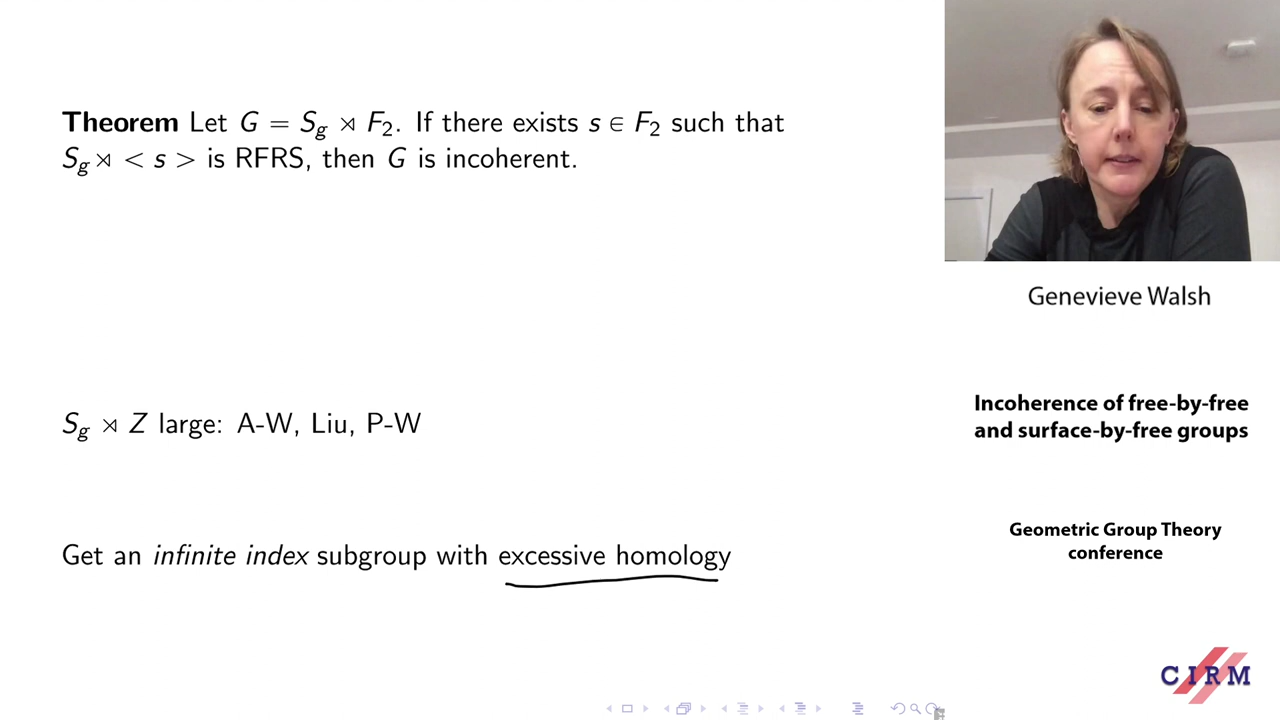 Theorem Let G = S_g ⋊ F_2. If there exists s ∈ F_2 such that
S_g ⋊ < s > is RFRS, then G is incoherent.
S_g ⋊ Z large: A-W, Liu, P-W
Get an infinite index subgroup with excessive homology
Genevieve Walsh
Incoherence of free-by-free
and surface-by-free groups
Geometric Group Theory
conference
CIRM